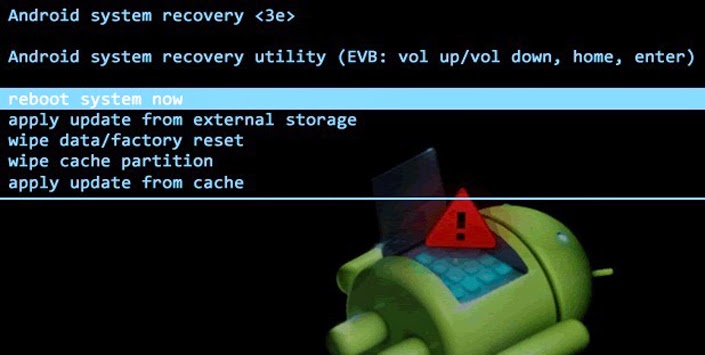 Android system recovery <3e>
Android system recovery utility (EVB: vol up/vol down, home, enter)
reboot system now
apply update from external storage
wipe data/factory reset
wipe cache partition
apply update from cache